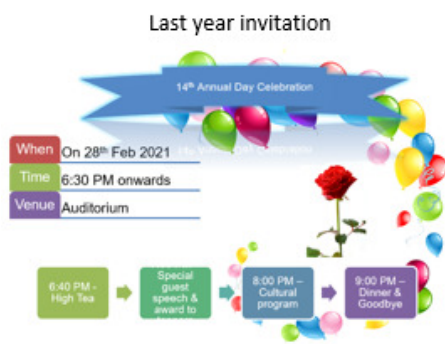 Last year invitation
14th Annual Day Celebration
When On 28th Feb 2021
Time 6:30 PM onwards
Venue Auditorium
6:40 PM -
High Tea
Special
guest
speech &
award to
8:00 PM –
Cultural
program
9:00 PM –
Dinner &
Goodbye